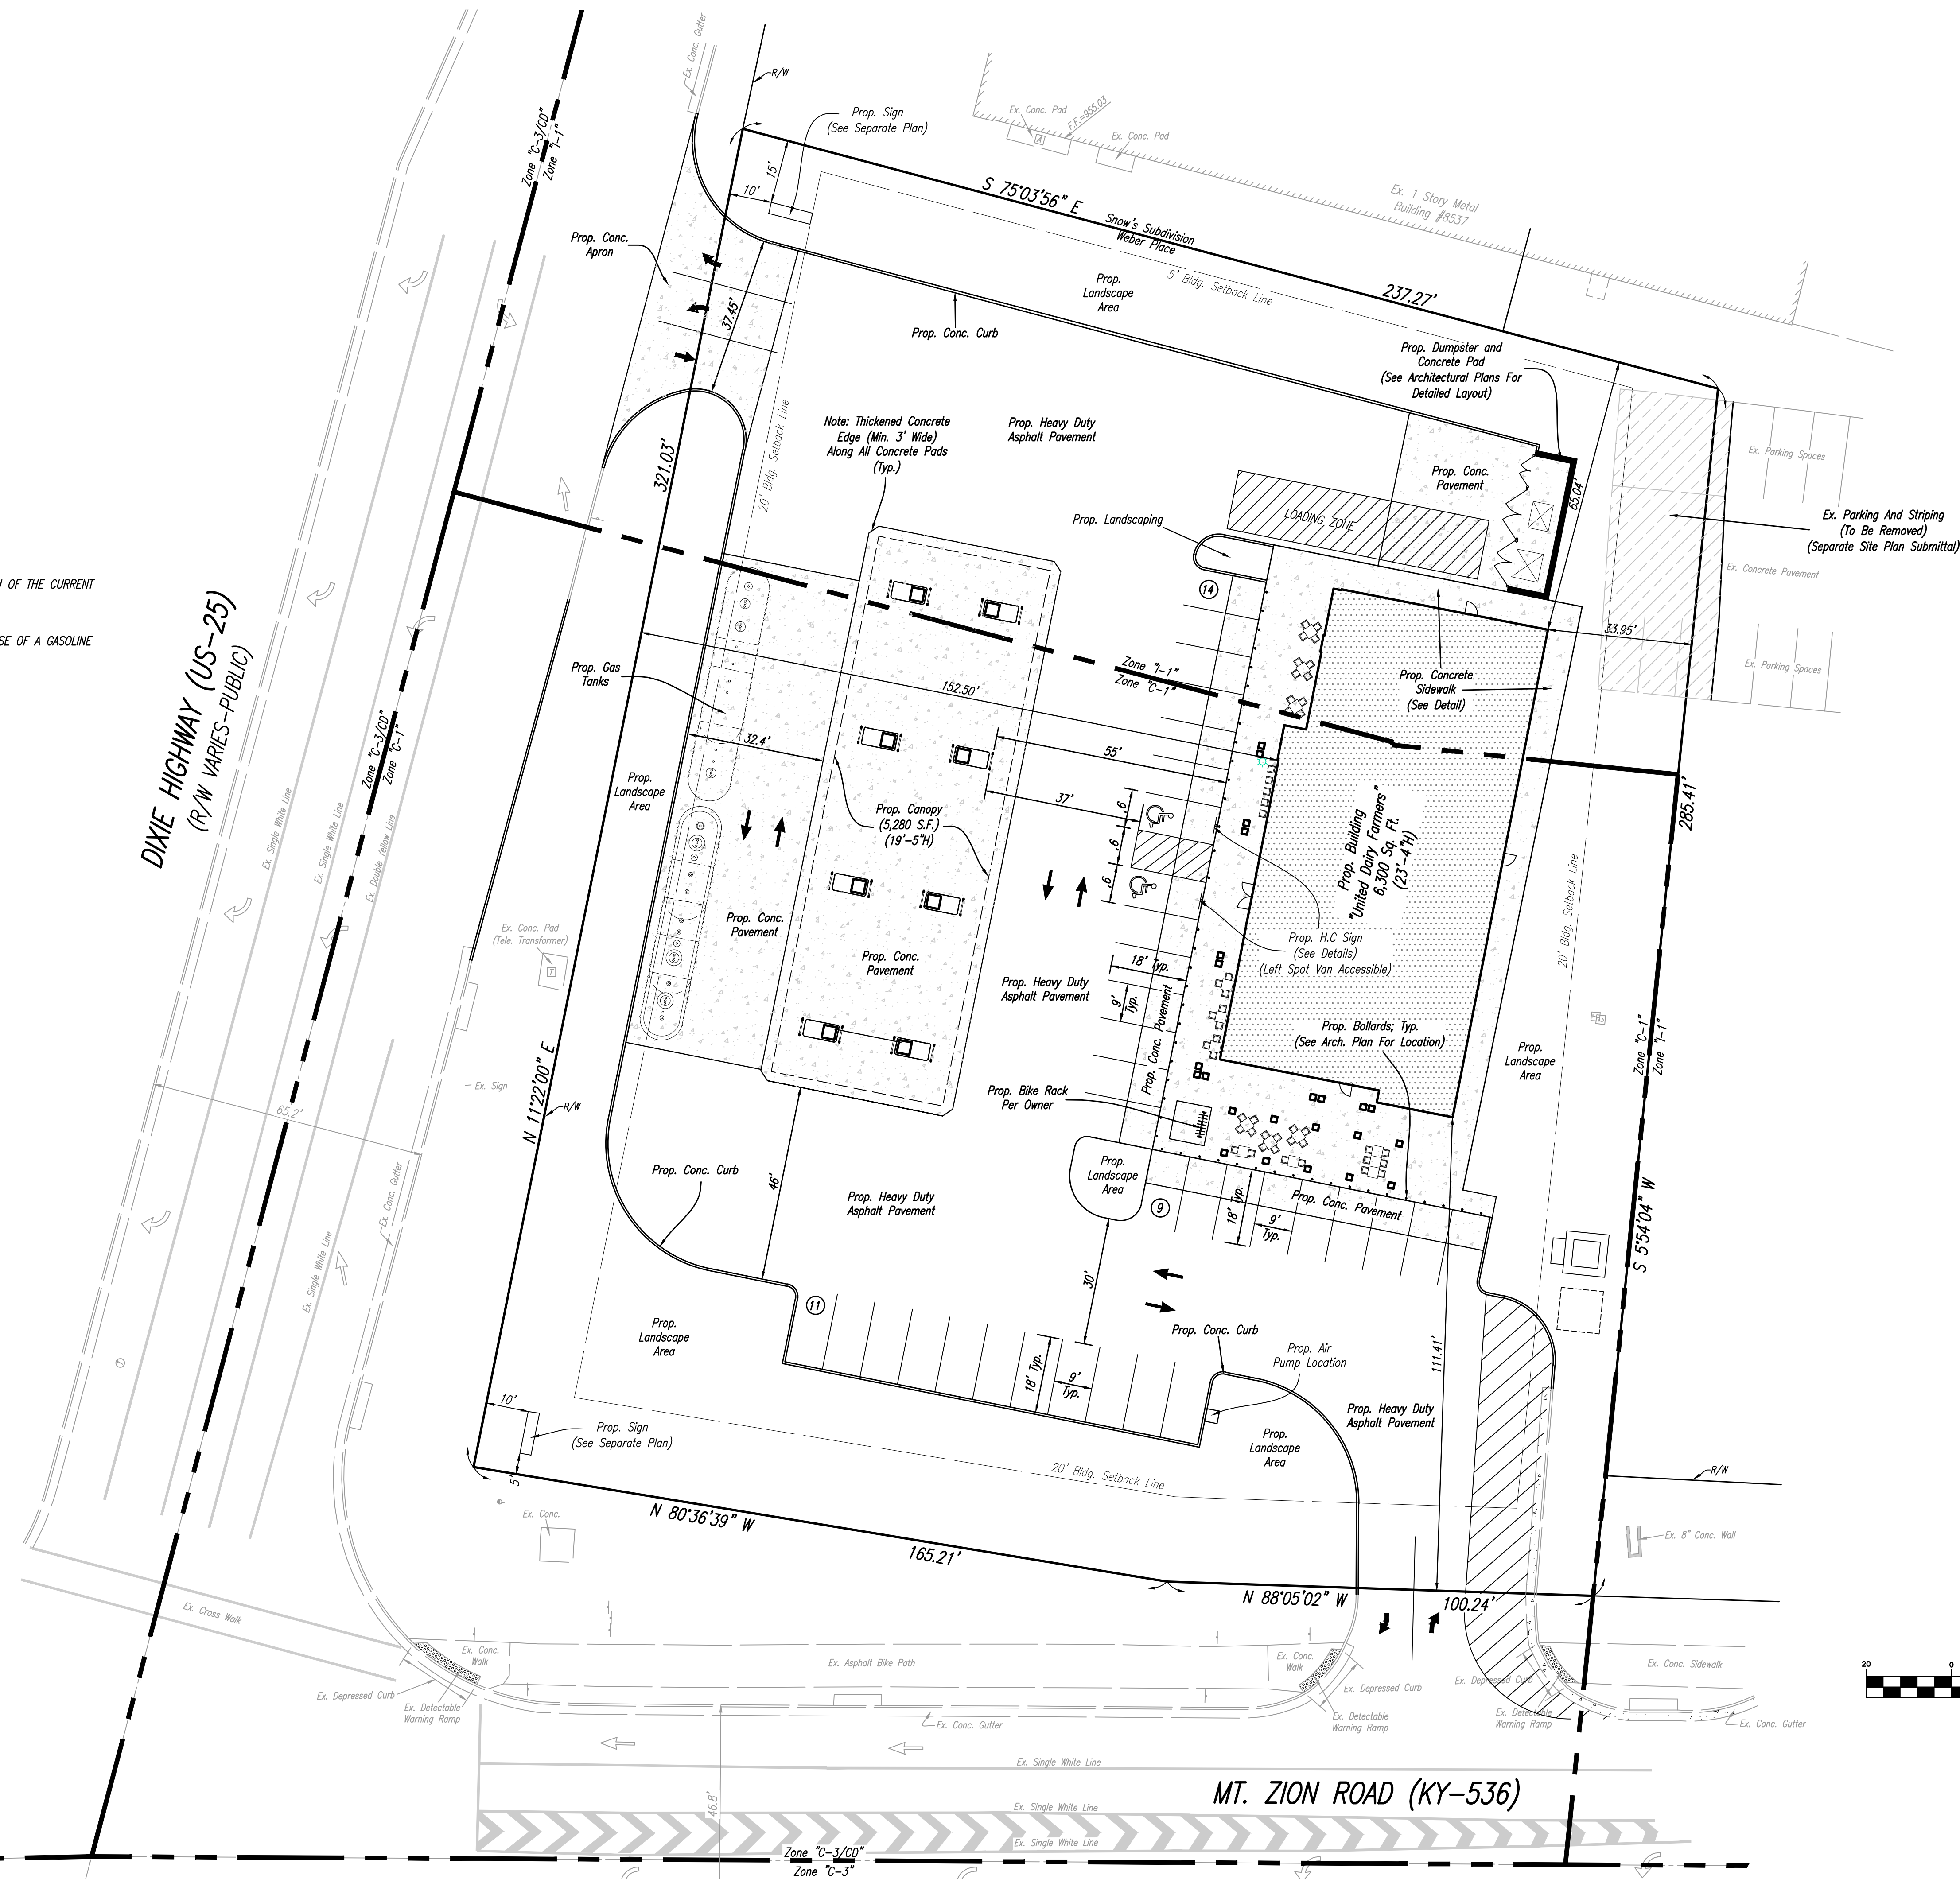 Ex. Conc. Gutter
R/W
Zone "C-3/CD"
Zone "I-1"
Prop. Sign
(See Separate Plan)
15'
10'
Ex. Conc. Pad
A
F.F.=955.03
Ex. Conc. Pad
Ex. 1 Story Metal
Building #8537
S 75°03'56" E
Snow's Subdivision
Weber Place
237.27'
5' Bldg. Setback Line
Prop. Conc.
Apron
37.45'
Prop.
Landscape
Area
Prop. Conc. Curb
Prop. Dumpster and
Concrete Pad
(See Architectural Plans For
Detailed Layout)
321.03'
20' Bldg. Setback Line
Note: Thickened Concrete
Edge (Min. 3' Wide)
Along All Concrete Pads
(Typ.)
Prop. Heavy Duty
Asphalt Pavement
Prop. Conc.
Pavement
65.04'
LOADING ZONE
Prop. Landscaping
14
Ex. Parking Spaces
Ex. Parking And Striping
(To Be Removed)
(Separate Site Plan Submittal)
Ex. Concrete Pavement
Ex. Parking Spaces
33.95'
N OF THE CURRENT
SE OF A GASOLINE
DIXIE HIGHWAY (US-25)
(R/W VARIES-PUBLIC)
Prop. Gas
Tanks
Zone "I-1"
Zone "C-1"
152.50'
Prop. Concrete
Sidewalk
(See Detail)
Zone "C-3/CD"
Zone "C-1"
32.4'
55'
37'
Prop.
Landscape
Area
Prop. Canopy
(5,280 S.F.)
(19'-5"H)
9'
9'
9'
Prop. Building
"United Dairy Farmers"
6,300 Sq. Ft.
(23'-4"H)
285.41'
Ex. Single White Line
Ex. Single White Line
Ex. Double Yellow Line
20' Bldg. Setback Line
Ex. Conc. Pad
(Tele. Transformer)
T
Prop. Conc.
Pavement
Prop. Conc.
Pavement
Prop. H.C Sign
(See Details)
(Left Spot Van Accessible)
18' Typ.
9'
Typ.
Prop. Heavy Duty
Asphalt Pavement
Prop. Conc. Pavement
Prop. Bollards; Typ.
(See Arch. Plan For Location)
Prop.
Landscape
Area
Zone "C-1"
Zone "I-1"
Ex. Sign
65.2'
N 11°22'00" E
R/W
Prop. Bike Rack
Per Owner
Prop. Conc. Curb
46'
Prop. Heavy Duty
Asphalt Pavement
Prop.
Landscape
Area
9
18' Typ.
9'
Typ.
Prop. Conc. Pavement
S 5°54'04" W
Ex. Conc. Gutter
Ex. Single White Line
30'
11
Prop.
Landscape
Area
Prop. Conc. Curb
Prop. Air
Pump Location
111.41'
18' Typ.
9'
Typ.
Prop. Heavy Duty
Asphalt Pavement
10'
Prop. Sign
(See Separate Plan)
5'
Prop.
Landscape
Area
20' Bldg. Setback Line
R/W
Ex. Conc.
N 80°36'39" W
165.21'
Ex. 8" Conc. Wall
N 88°05'02" W
100.24'
Ex. Cross Walk
Ex. Conc.
Walk
Ex. Asphalt Bike Path
Ex. Conc.
Walk
Ex. Conc. Sidewalk
Ex. Depressed Curb
Ex. Detectable
Warning Ramp
Ex. Conc. Gutter
Ex. Depressed Curb
Ex. Detectable
Warning Ramp
Ex. Depressed Curb
Ex. Detectable
Warning Ramp
Ex. Conc. Gutter
20
0
Ex. Single White Line
MT. ZION ROAD (KY-536)
46.8'
Ex. Single White Line
Ex. Single White Line
Zone "C-3/CD"
Zone "C-3"